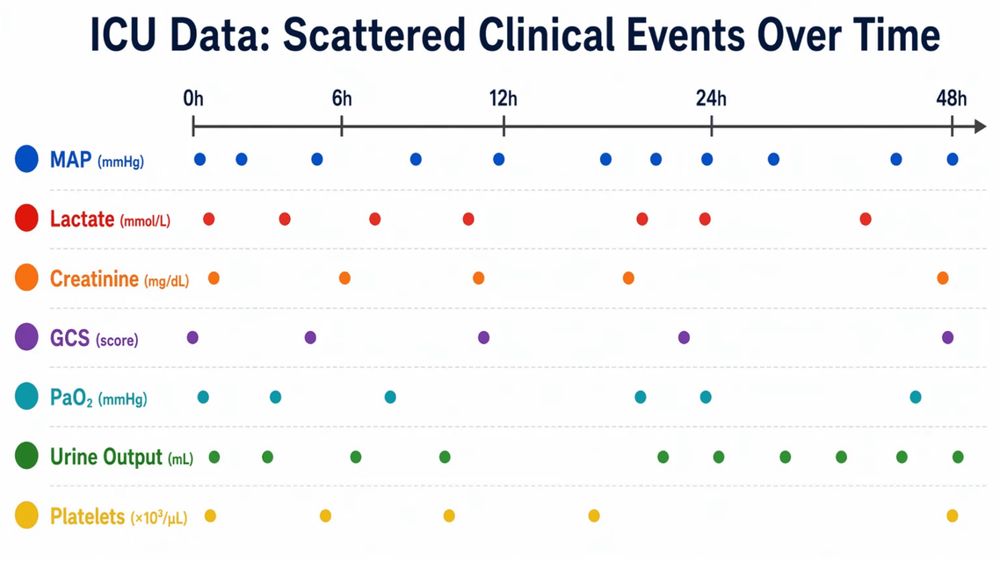 ICU Data: Scattered Clinical Events Over Time
0h 6h 12h 24h 48h
MAP (mmHg)
Lactate (mmol/L)
Creatinine (mg/dL)
GCS (score)
PaO₂ (mmHg)
Urine Output (mL)
Platelets (×10³/μL)